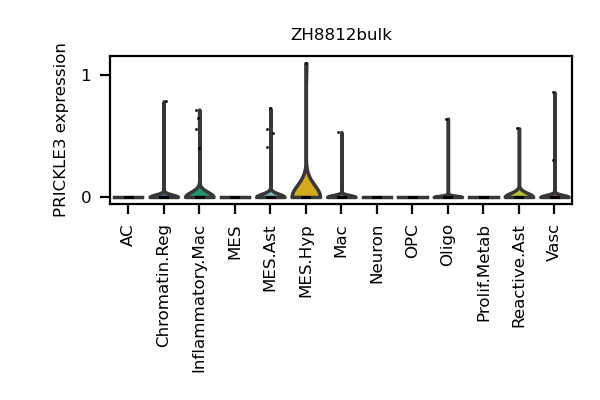 ZH8812bulk
PRICKLE3 expression
1
0
AC
Chromatin.Reg
Inflammatory.Mac
MES
MES.Ast
MES.Hyp
Mac
Neuron
OPC
Oligo
Prolif.Metab
Reactive.Ast
Vasc